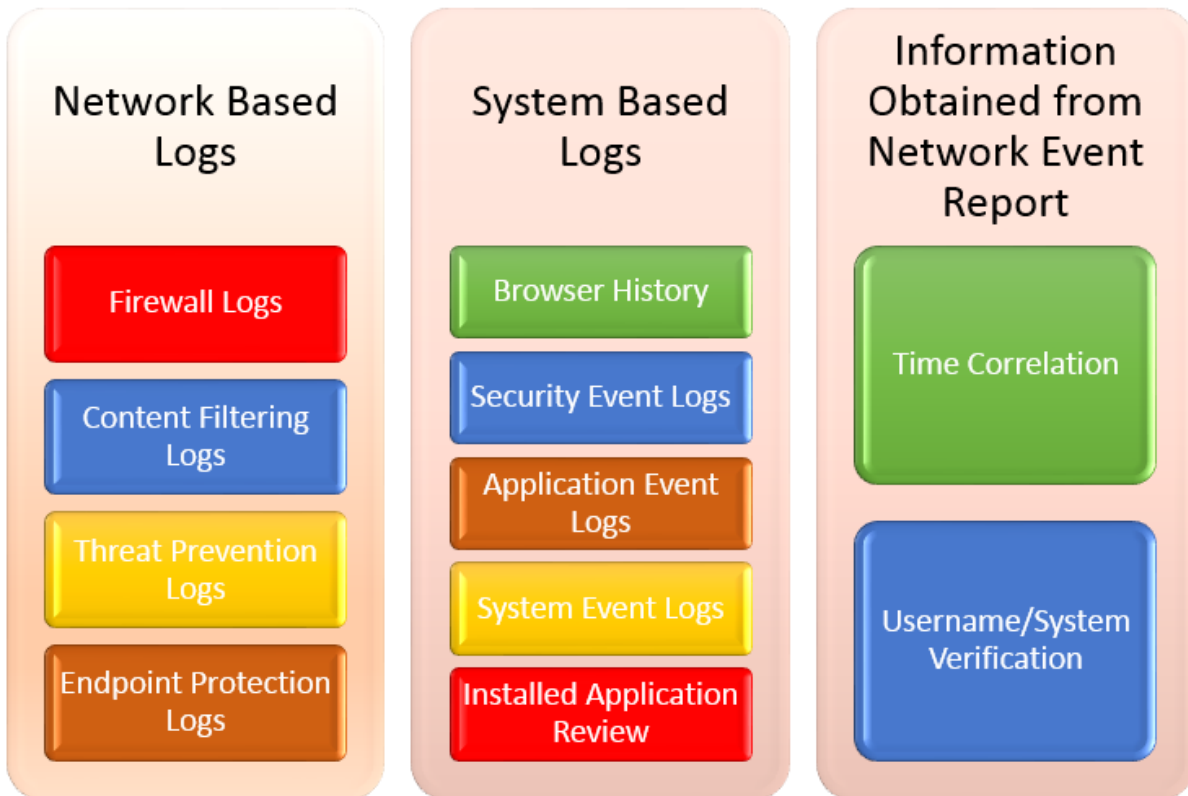 Network Based
Logs
Firewall Logs
Content Filtering
Logs
Threat Prevention
Logs
Endpoint Protection
Logs
System Based
Logs
Browser History
Security Event Logs
Application Event
Logs
System Event Logs
Installed Application
Review
Information
Obtained from
Network Event
Report
Time Correlation
Username/System
Verification